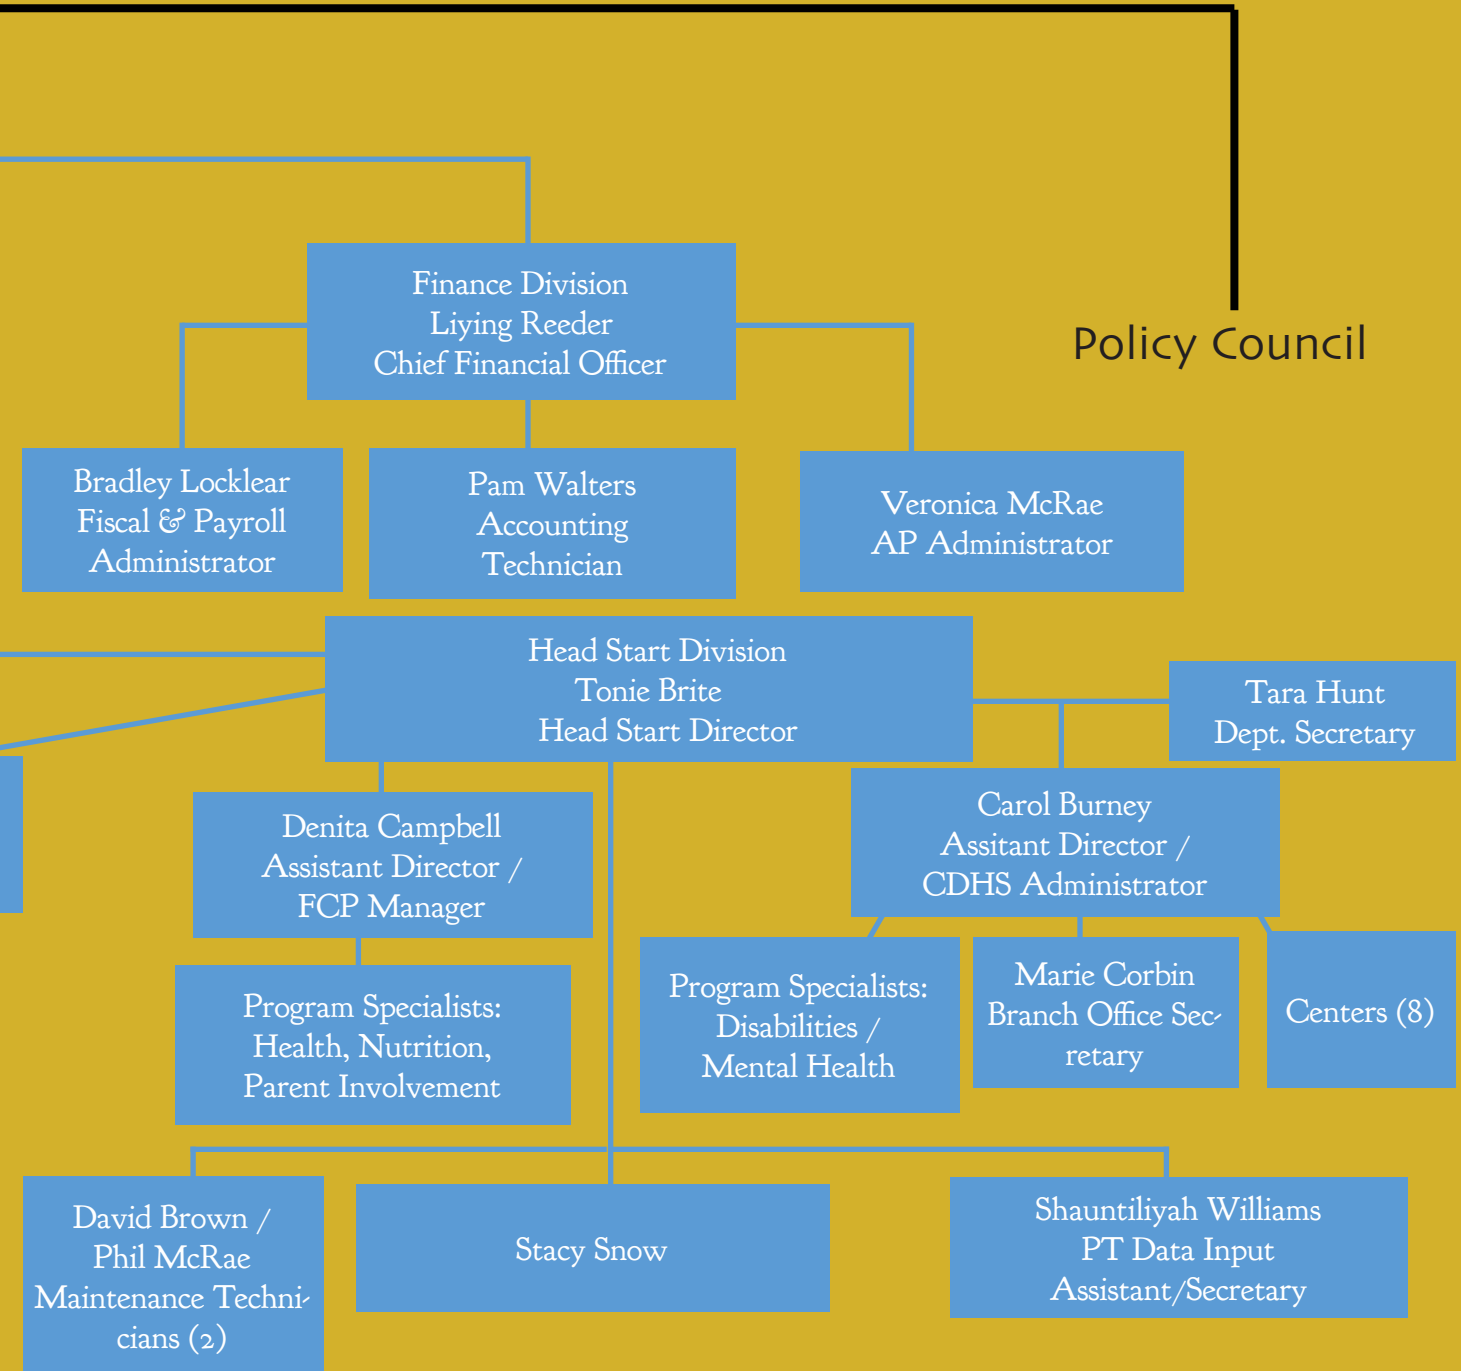 Finance Division
Liying Reeder
Chief Financial Officer
Policy Council
Bradley Locklear
Fiscal & Payroll
Administrator
Pam Walters
Accounting
Technician
Veronica McRae
AP Administrator
Head Start Division
Tonie Brite
Head Start Director
Tara Hunt
Dept. Secretary
Denita Campbell
Assistant Director /
FCP Manager
Carol Burney
Assitant Director /
CDHS Administrator
Program Specialists:
Health, Nutrition,
Parent Involvement
Program Specialists:
Disabilities /
Mental Health
Marie Corbin
Branch Office Sec-
retary
Centers (8)
David Brown /
Phil McRae
Maintenance Techni-
cians (2)
Stacy Snow
Shauntiliyah Williams
PT Data Input
Assistant/Secretary